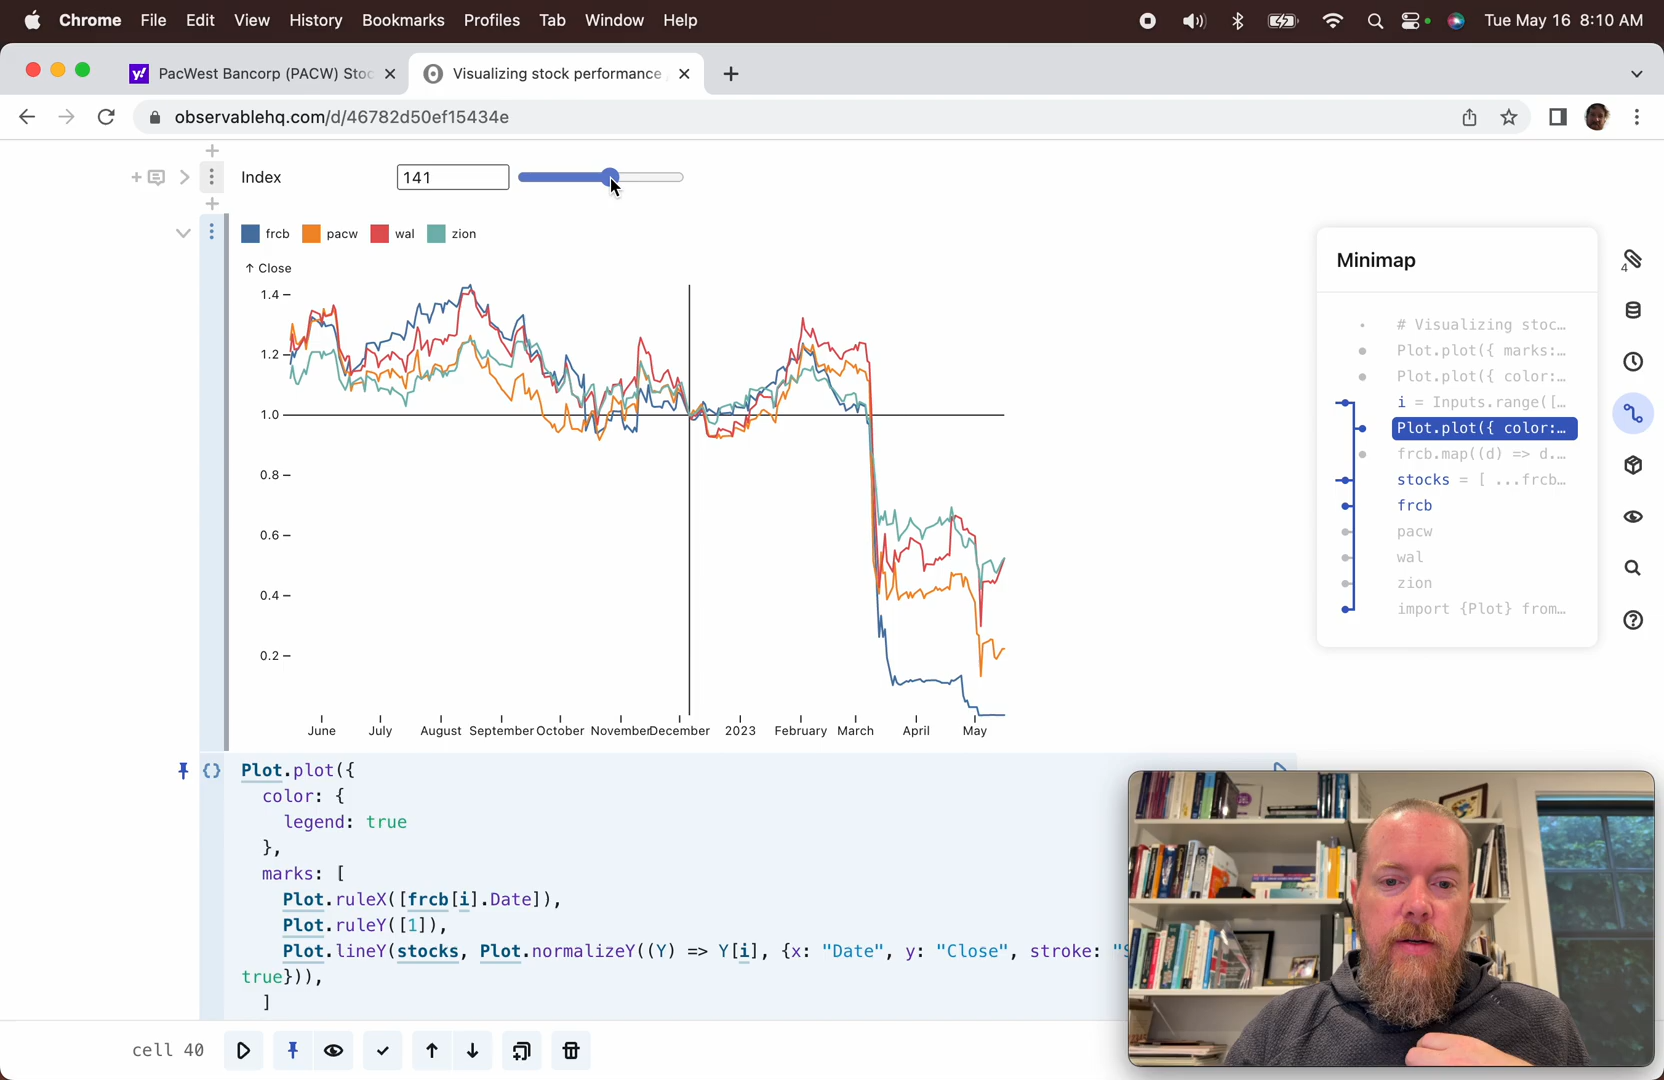 Chrome File Edit View History Bookmarks Profiles Tab Window Help Tue May 16 8:10 AM
PacWest Bancorp (PACW) Stoc
Visualizing stock performance
observablehq.com/d/46782d50ef15434e
Index 141
frcb pacw wal zion
↑ Close
1.4
1.2
1.0
0.8
0.6
0.4
0.2
June July August September October November December 2023 February March April May
Minimap
4
# Visualizing stoc…
Plot.plot({ marks:…
Plot.plot({ color:…
i = Inputs.range([…
Plot.plot({ color:…
frcb.map((d) => d.…
stocks = [ ...frcb…
frcb
pacw
wal
zion
import {Plot} from…
Plot.plot({
color: {
legend: true
},
marks: [
Plot.ruleX([frcb[i].Date]),
Plot.ruleY([1]),
Plot.lineY(stocks, Plot.normalizeY((Y) => Y[i], {x: "Date", y: "Close", stroke: "S
true})),
]
cell 40